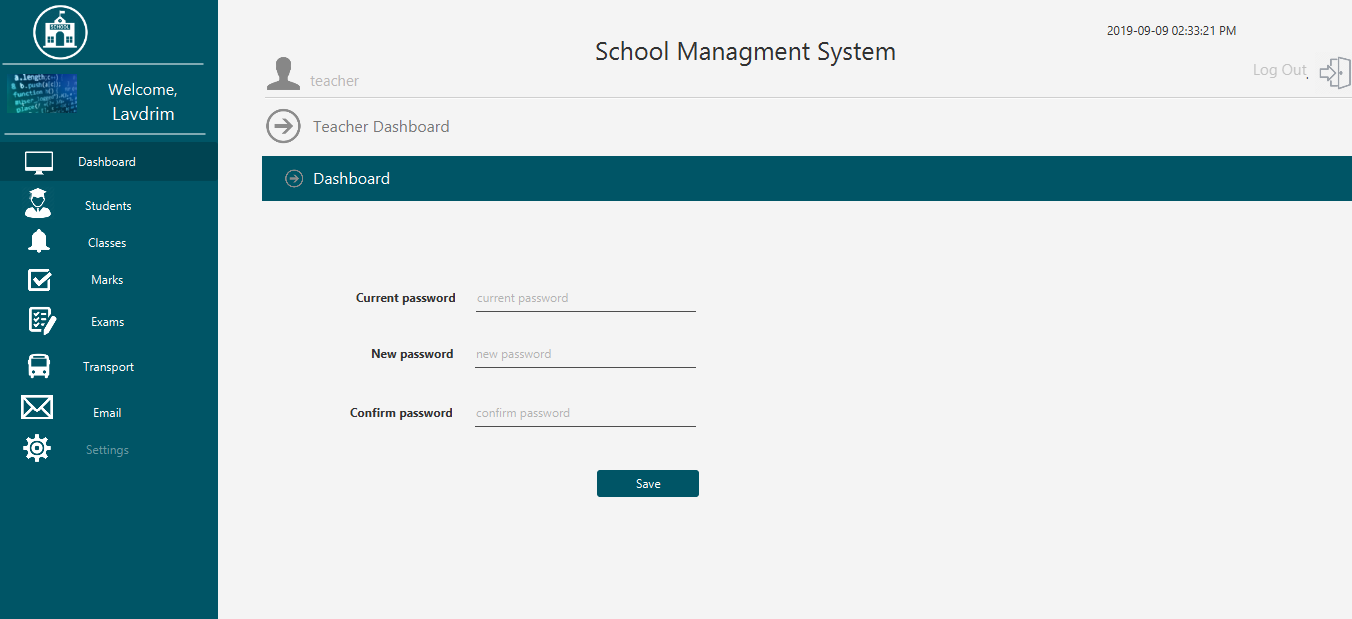 SCHOOL
a.length;c++)
Welcome,
Lavdrim
Dashboard
Students
Classes
Marks
Exams
Transport
Email
Settings
2019-09-09 02:33:21 PM
School Managment System
teacher
Log Out
Teacher Dashboard
Dashboard
Current password current password
New password new password
Confirm password confirm password
Save